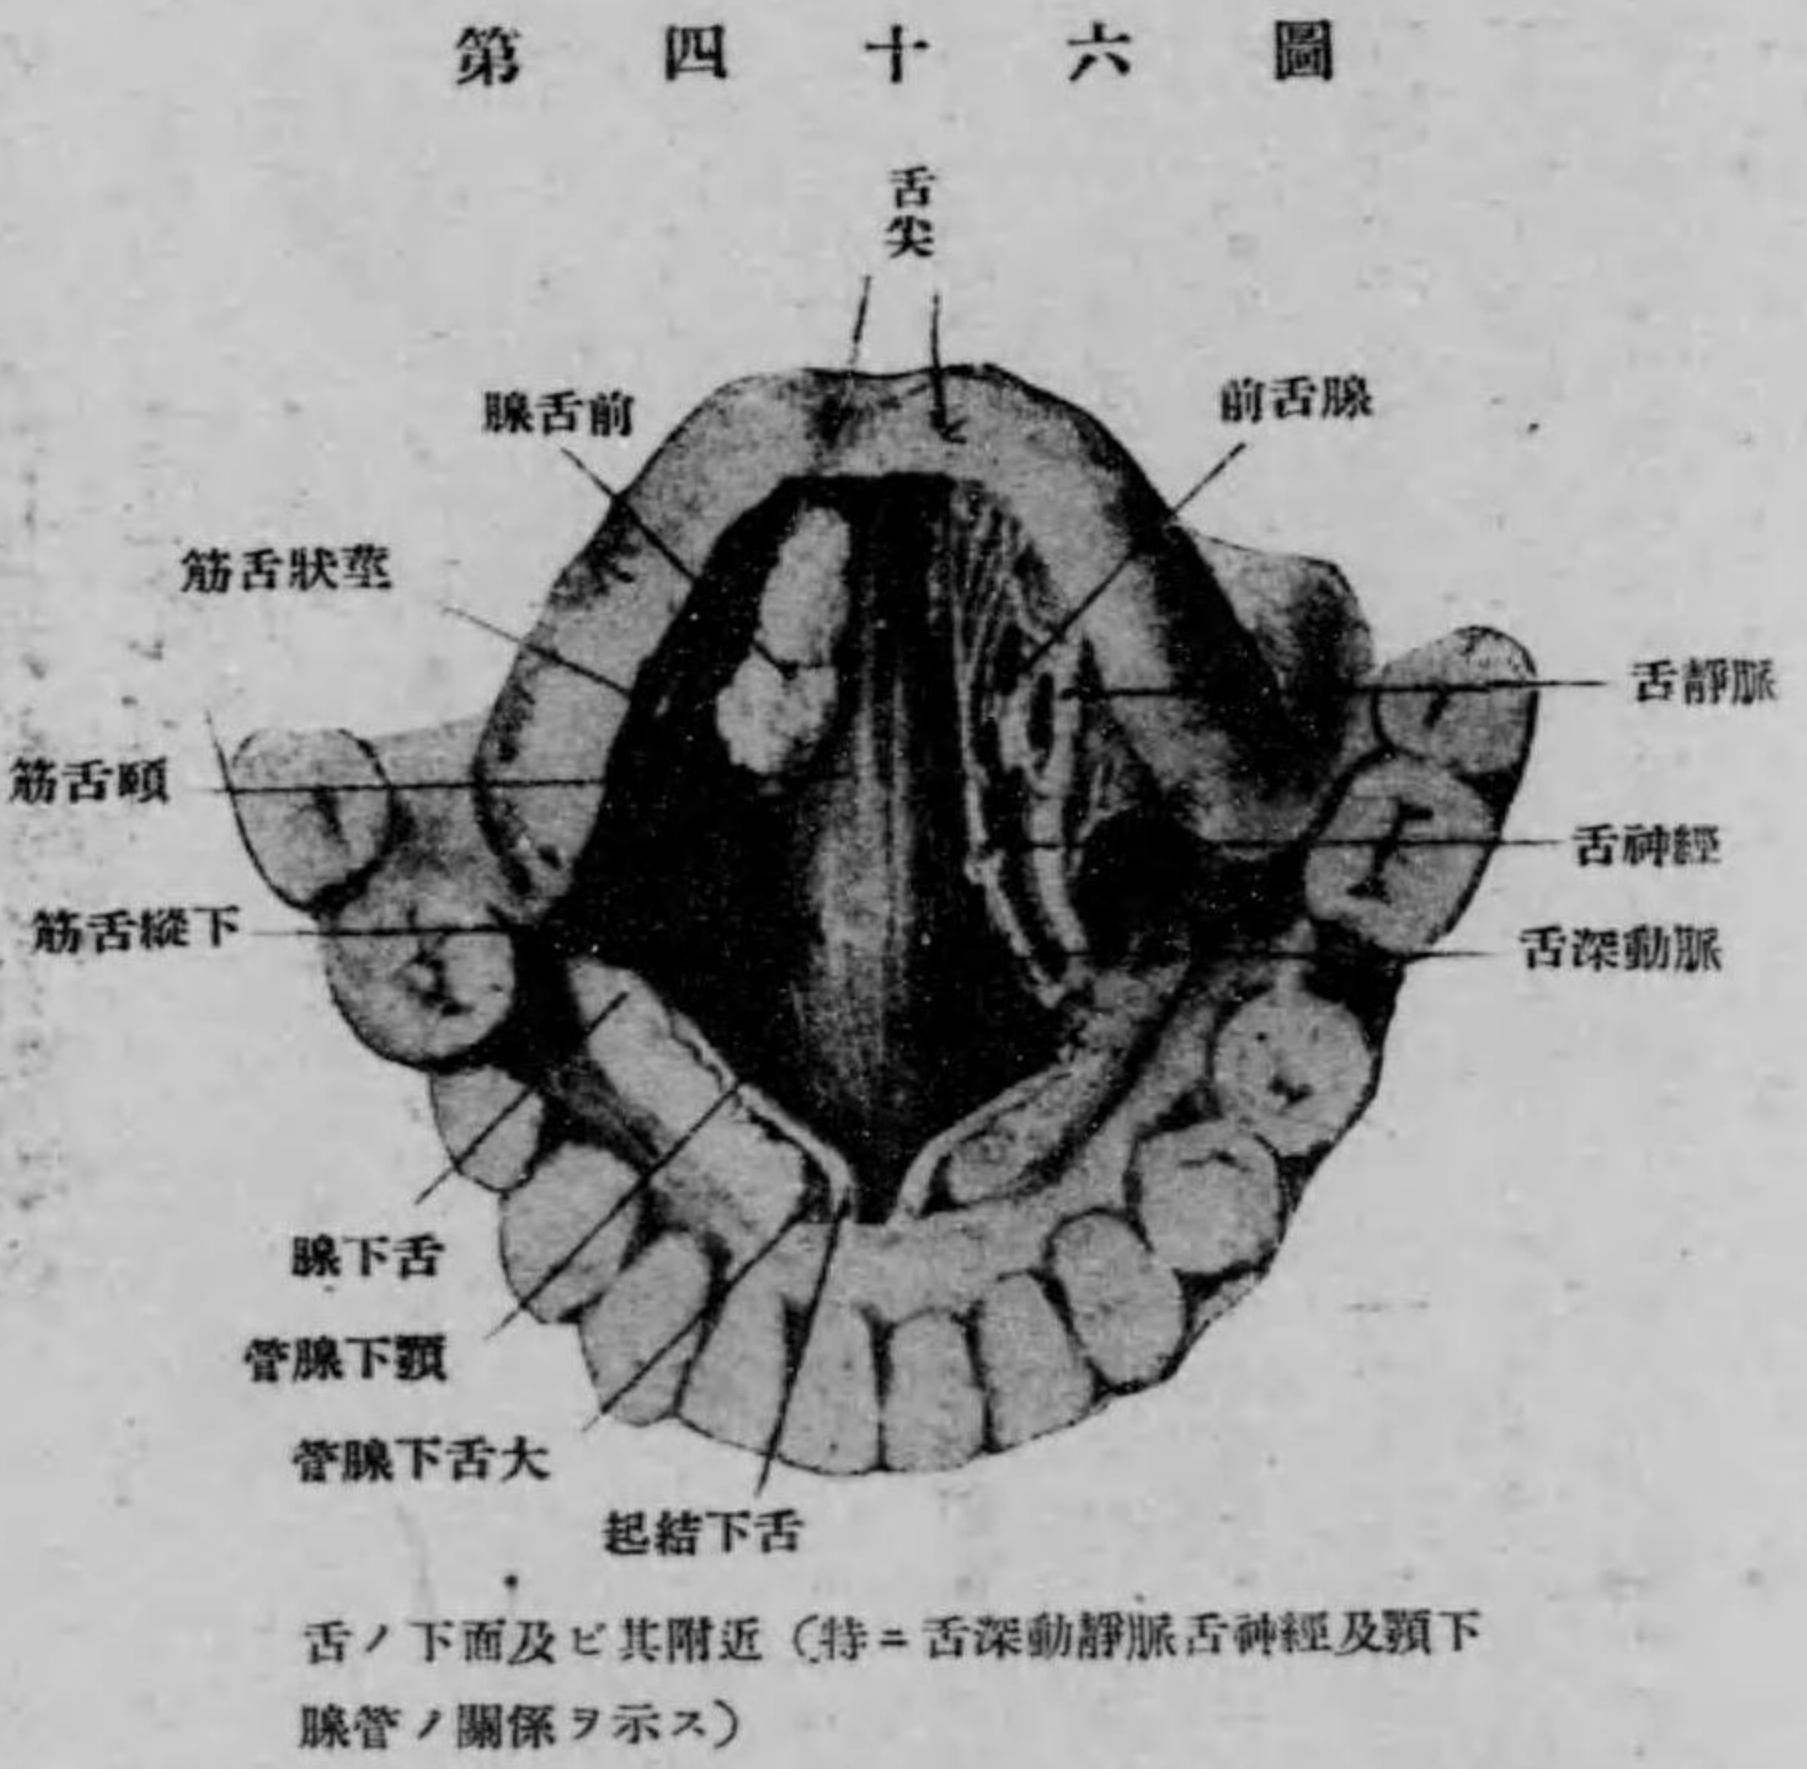 第四十六圖
舌尖
前舌腺
前舌腺
莖狀舌筋
舌靜脈
頤舌筋
舌神經
下縱舌筋
舌深動脈
舌下腺
顎下腺管
大舌下腺管
舌下結起
舌ノ下面及ビ其附近(特ニ舌深動靜脈舌神經及顎下
腺管ノ關係ヲ示ス)